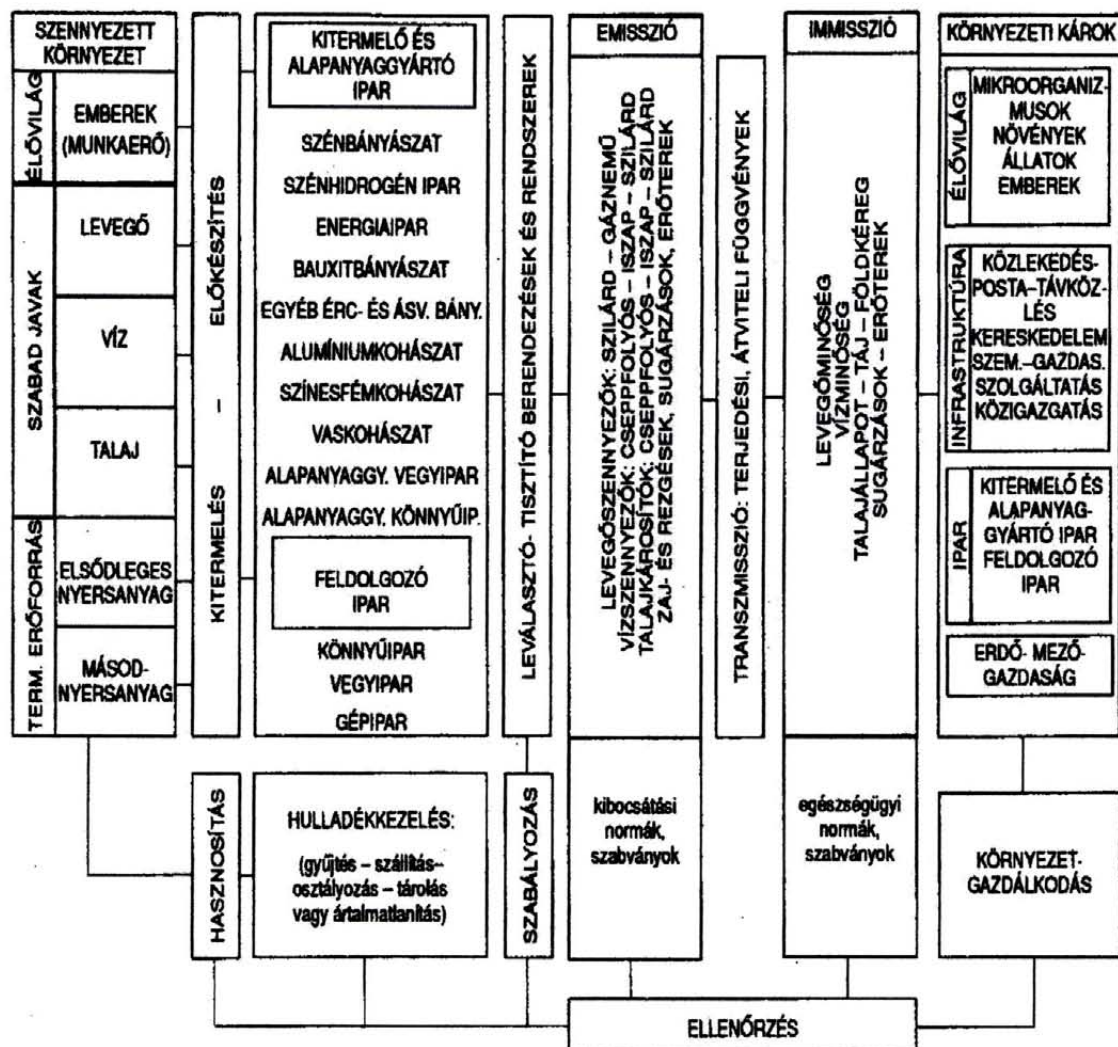 SZENNYEZETT
KÖRNYEZET
ÉLŐVILÁG
EMBEREK
(MUNKAERŐ)
SZABAD JAVAK
LEVEGŐ
VÍZ
TALAJ
TERM. ERŐFORRÁS
ELSŐDLEGES
NYERSANYAG
MÁSOD-
NYERSANYAG
KITERMELÉS – ELŐKÉSZÍTÉS
KITERMELŐ ÉS
ALAPANYAGGYÁRTÓ
IPAR
SZÉNBÁNYÁSZAT
SZÉNHIDROGÉN IPAR
ENERGIAIPAR
BAUXITBÁNYÁSZAT
EGYÉB ÉRC- ÉS ÁSV. BÁNY.
ALUMÍNIUMKOHÁSZAT
SZÍNESFÉMKOHÁSZAT
VASKOHÁSZAT
ALAPANYAGGY. VEGYIPAR
ALAPANYAGGY. KÖNNYŰIP.
FELDOLGOZÓ
IPAR
KÖNNYŰIPAR
VEGYIPAR
GÉPIPAR
LEVÁLASZTÓ- TISZTÍTÓ BERENDEZÉSEK ÉS RENDSZEREK
EMISSZIÓ
LEVEGŐSZENNYEZŐK: SZILÁRD – GÁZNEMŰ
VÍZSZENNYEZŐK: CSEPPFOLYÓS – ISZAP – SZILÁRD
TALAJKÁROSÍTÓK: CSEPPFOLYÓS – ISZAP – SZILÁRD
ZAJ- ÉS REZGÉSEK, SUGÁRZÁSOK, ERŐTEREK
TRANSZMISSZIÓ: TERJEDÉSI, ÁTVITELI FÜGGVÉNYEK
IMMISSZIÓ
LEVEGŐMINŐSÉG
VÍZMINŐSÉG
TALAJÁLLAPOT – TÁJ – FÖLDKÉREG
SUGÁRZÁSOK – ERŐTEREK
KÖRNYEZETI KÁROK
ÉLŐVILÁG
MIKROORGANIZ-
MUSOK
NÖVÉNYEK
ÁLLATOK
EMBEREK
INFRASTRUKTÚRA
KÖZLEKEDÉS-
POSTA–TÁVKÖZ-
LÉS
KERESKEDELEM
SZEM.–GAZDAS.
SZOLGÁLTATÁS
KÖZIGAZGATÁS
IPAR
KITERMELŐ ÉS
ALAPANYAG-
GYÁRTÓ IPAR
FELDOLGOZÓ
IPAR
ERDŐ- MEZŐ-
GAZDASÁG
HASZNOSÍTÁS
HULLADÉKKEZELÉS:
(gyűjtés – szállítás–
osztályozás – tárolás
vagy ártalmatlanítás)
SZABÁLYOZÁS
kibocsátási
normák,
szabványok
egészségügyi
normák,
szabványok
KÖRNYEZET-
GAZDÁLKODÁS
ELLENŐRZÉS